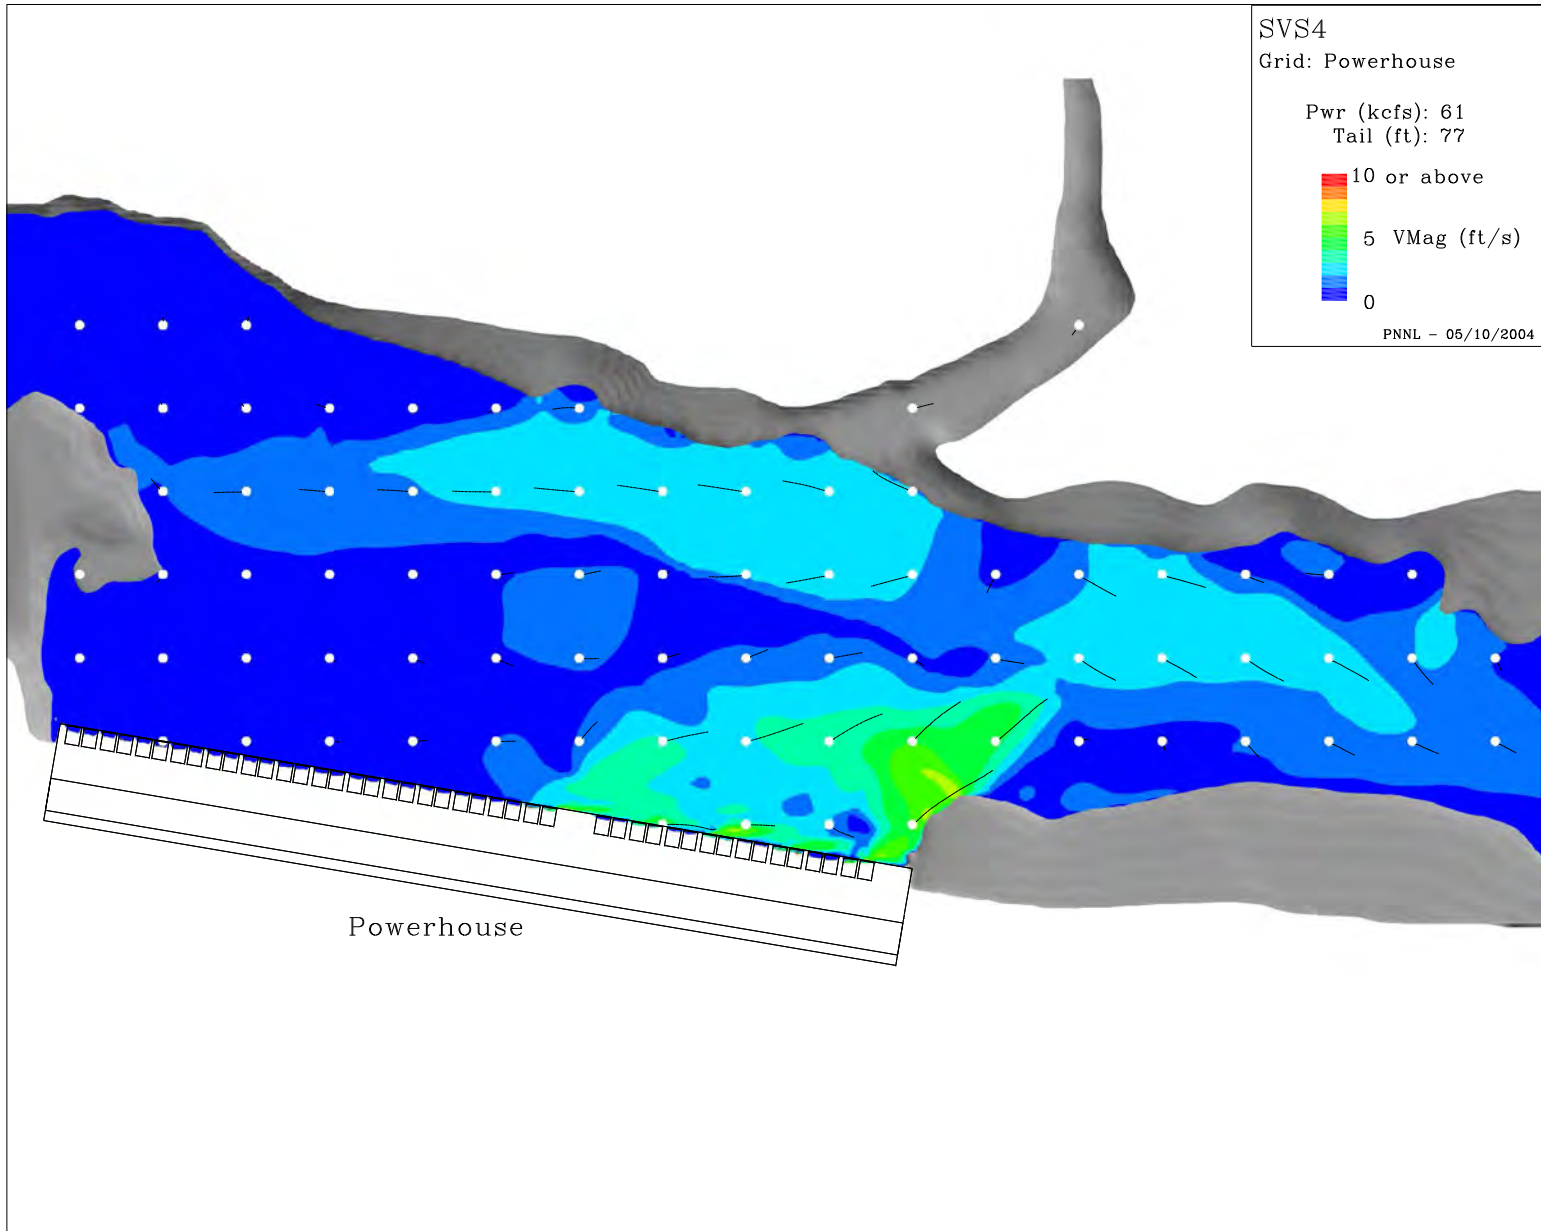 SVS4
Grid: Powerhouse
Pwr (kcfs): 61
Tail (ft): 77
10 or above
5 VMag (ft/s)
0
PNNL - 05/10/2004
Powerhouse